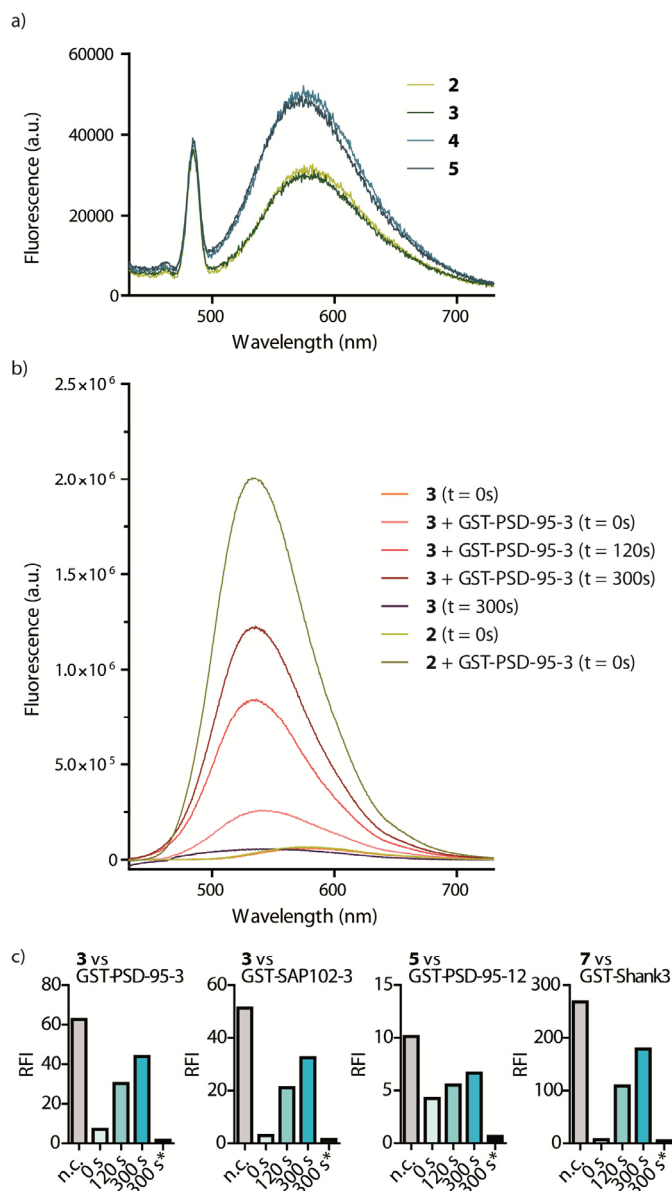 a)
60000
40000
20000
0
Fluorescence (a.u.)
2
3
4
5
500 600 700
Wavelength (nm)
b)
2.5×10⁶
2.0×10⁶
1.5×10⁶
1.0×10⁶
5.0×10⁵
0
Fluorescence (a.u.)
3 (t = 0s)
3 + GST-PSD-95-3 (t = 0s)
3 + GST-PSD-95-3 (t = 120s)
3 + GST-PSD-95-3 (t = 300s)
3 (t = 300s)
2 (t = 0s)
2 + GST-PSD-95-3 (t = 0s)
500 600 700
Wavelength (nm)
c)
3 vs
GST-PSD-95-3
80
60
40
20
0
RFI
n.c. 0 s 120 s 300 s 300 s*
3 vs
GST-SAP102-3
60
40
20
0
RFI
n.c. 0 s 120 s 300 s 300 s*
5 vs
GST-PSD-95-12
15
10
5
0
RFI
n.c. 0 s 120 s 300 s 300 s*
7 vs
GST-Shank3
300
200
100
0
RFI
n.c. 0 s 120 s 300 s 300 s*